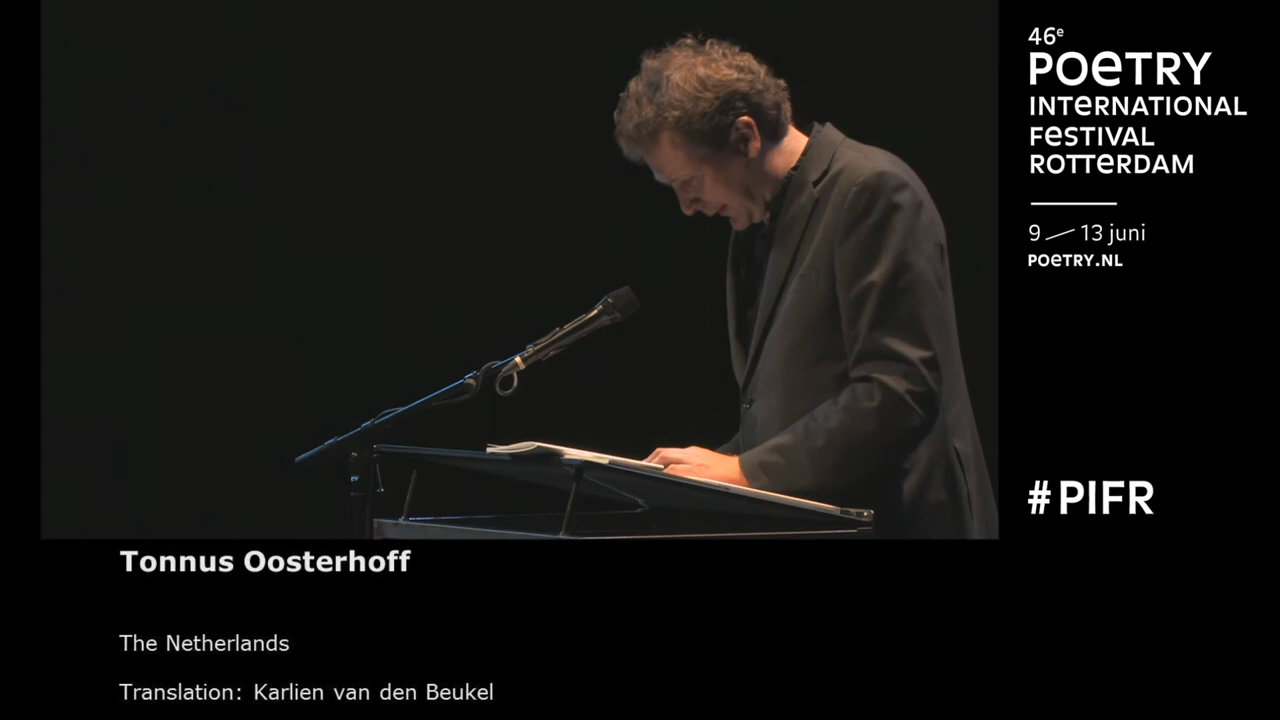 46e
POeTRY
INTeRNATIONAL
FeSTIVAL
ROTTeRDAM
9 — 13 juni
POeTRY.NL
#PIFR
Tonnus Oosterhoff
The Netherlands
Translation: Karlien van den Beukel